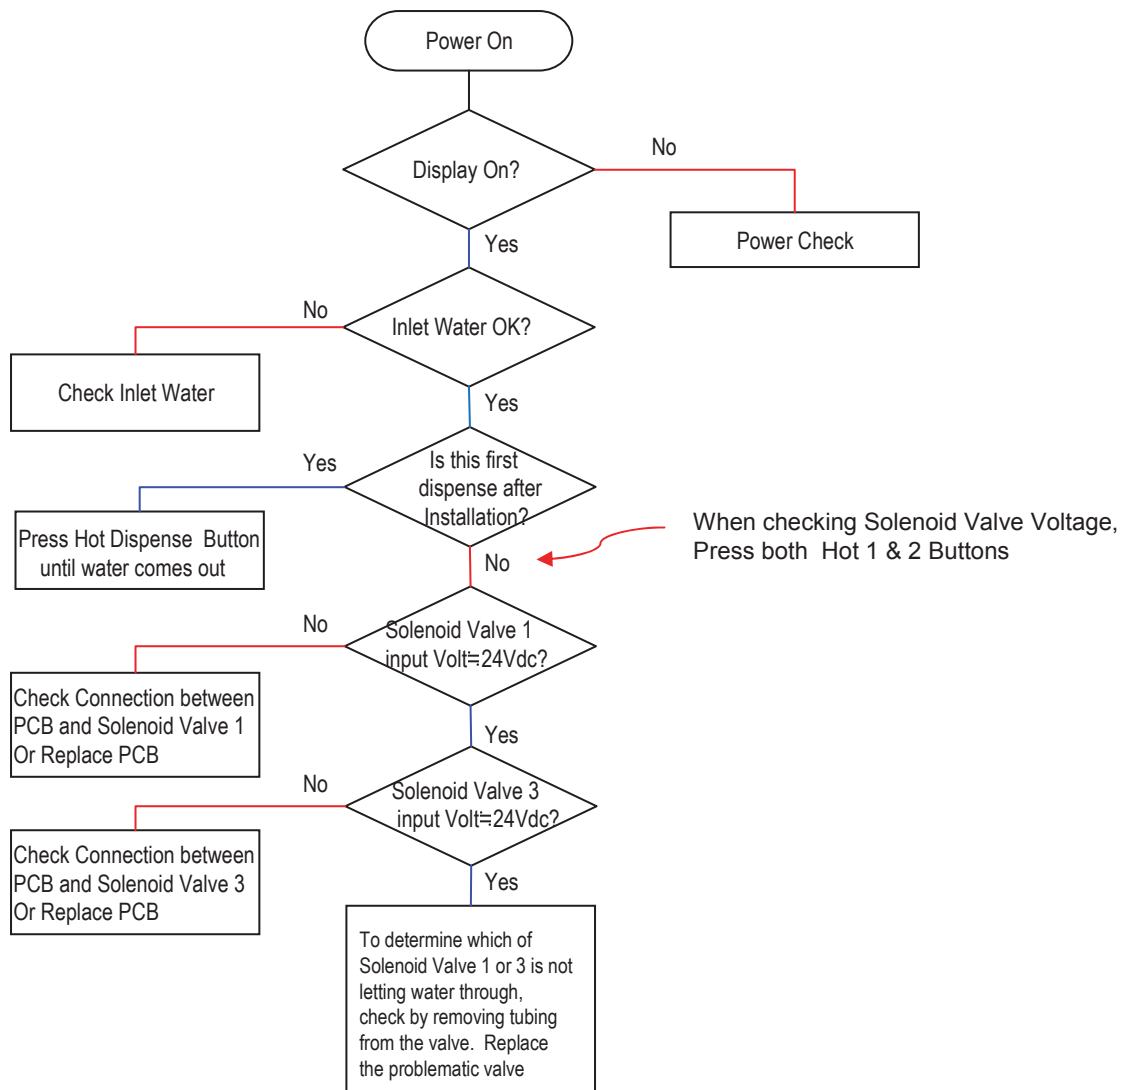 Power On
Display On?
No
Power Check
Yes
Inlet Water OK?
No
Check Inlet Water
Yes
Is this first
dispense after
Installation?
Yes
Press Hot Dispense Button
until water comes out
No
When checking Solenoid Valve Voltage,
Press both Hot 1 & 2 Buttons
Solenoid Valve 1
input Volt≒24Vdc?
No
Check Connection between
PCB and Solenoid Valve 1
Or Replace PCB
Yes
Solenoid Valve 3
input Volt≒24Vdc?
No
Check Connection between
PCB and Solenoid Valve 3
Or Replace PCB
Yes
To determine which of
Solenoid Valve 1 or 3 is not
letting water through,
check by removing tubing
from the valve. Replace
the problematic valve